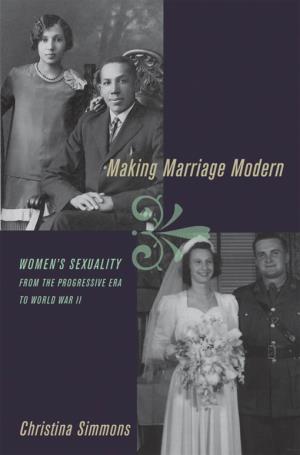 Making Marriage Modern
WOMEN'S SEXUALITY
FROM THE PROGRESSIVE ERA
TO WORLD WAR II
Christina Simmons